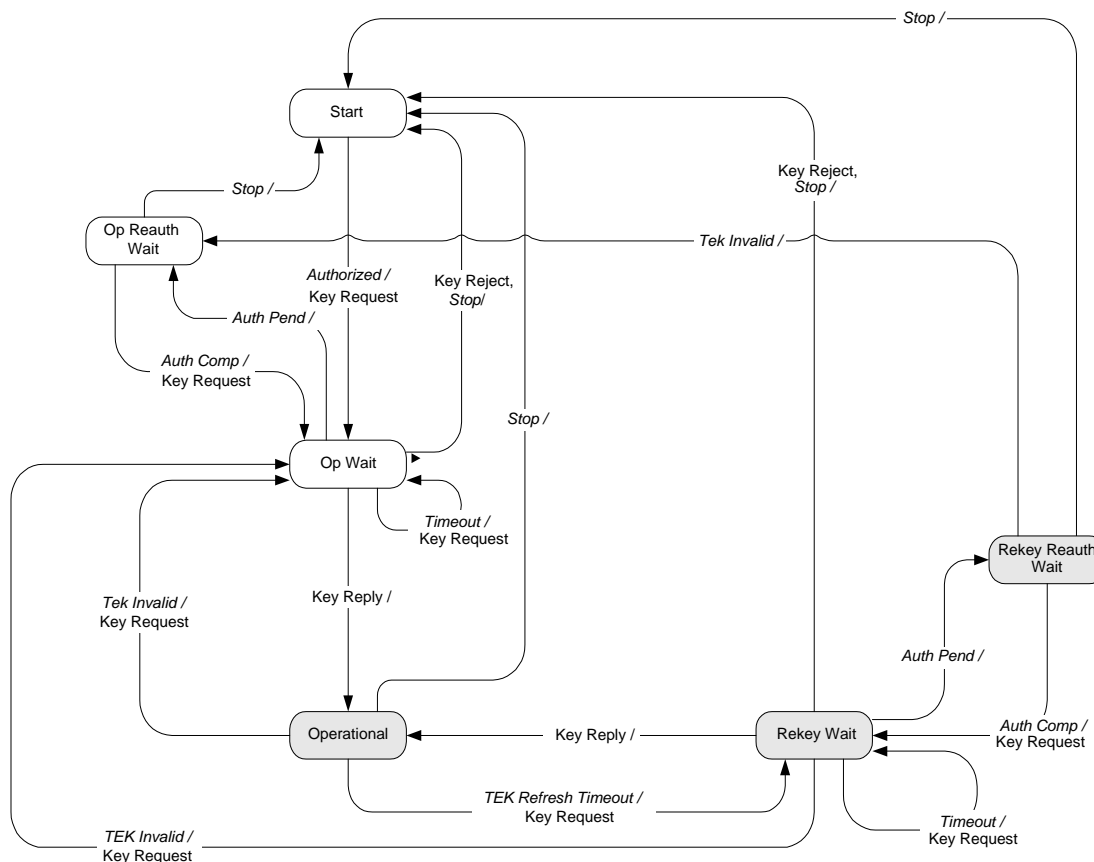 Stop /
Start
Key Reject,
Stop /
Stop /
Op Reauth
Wait
Tek Invalid /
Authorized /
Key Request
Key Reject,
Stop/
Auth Pend /
Auth Comp /
Key Request
Stop /
Op Wait
Timeout /
Key Request
Rekey Reauth
Wait
Tek Invalid /
Key Request
Key Reply /
Auth Pend /
Operational
Key Reply /
Rekey Wait
Auth Comp /
Key Request
TEK Refresh Timeout /
Key Request
Timeout /
Key Request
TEK Invalid /
Key Request